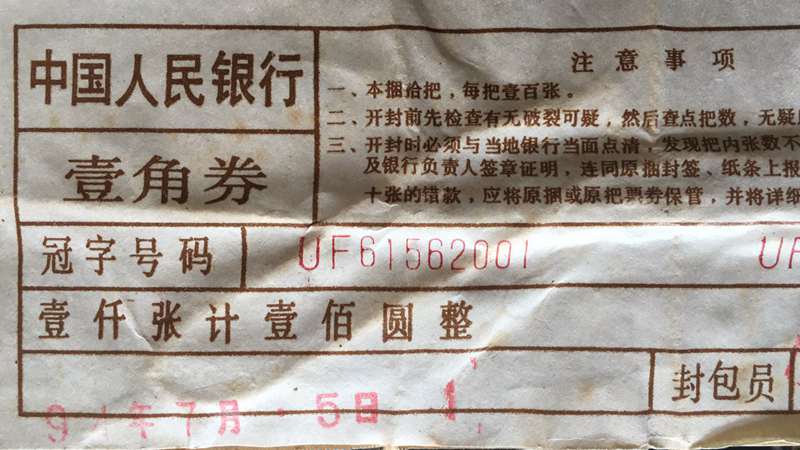 中国人民银行
壹角券
注意事项
一、本捆拾把，每把壹百张。
二、开封前先检查有无破裂可疑，然后查点把数，无疑
三、开封时必须与当地银行当面点清，发现把内张数不
及银行负责人签章证明，连同原抽封签、纸条上报
十张的错款，应将原捆或原把票券保管，并将详细
冠字号码 UF61562001 UF
壹仟张计壹佰圆整
封包员
年7月 5日 1